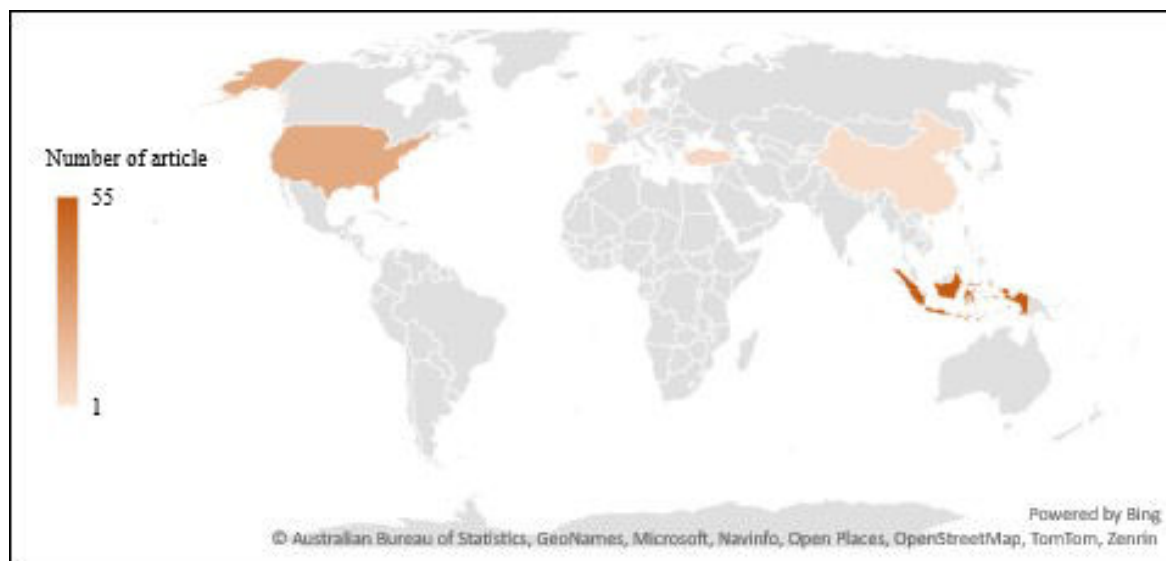 Number of article
55
1
Powered by Bing
© Australian Bureau of Statistics, GeoNames, Microsoft, Navinfo, Open Places, OpenStreetMap, TomTom, Zenrin